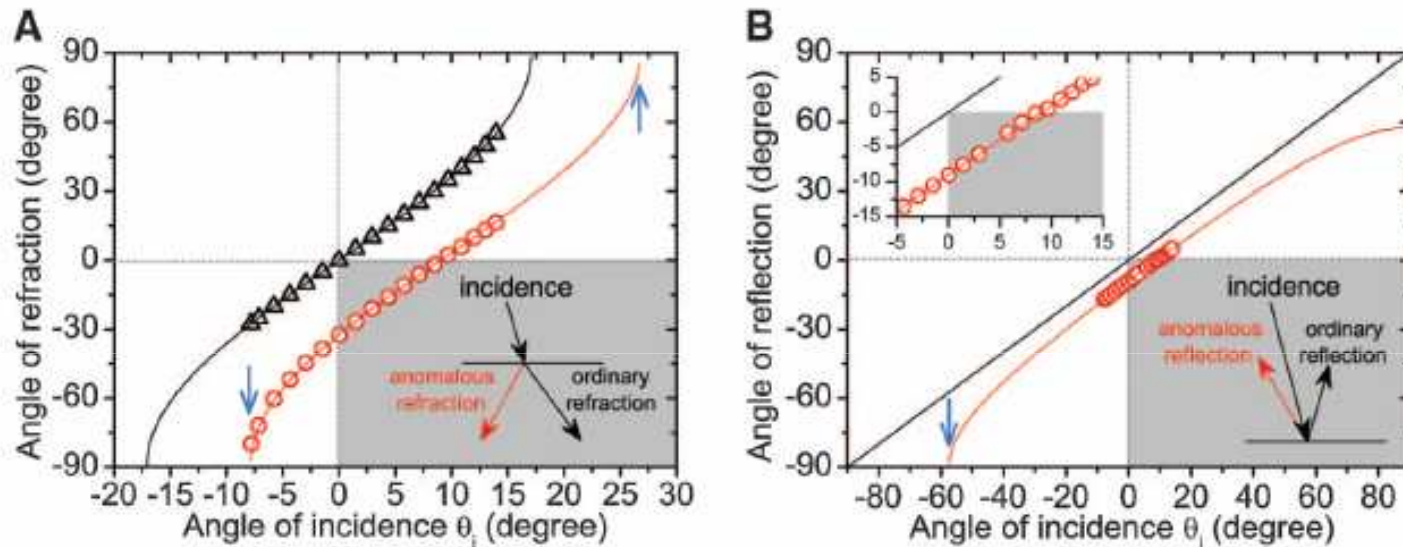 A
B
90
60
30
0
-30
-60
-90
Angle of refraction (degree)
incidence
anomalous
refraction
ordinary
refraction
-20 -15 -10 -5 0 5 10 15 20 25 30
Angle of incidence θi (degree)
90
60
30
0
-30
-60
-90
Angle of reflection (degree)
5
0
-5
-10
-15
-5 0 5 10 15
incidence
anomalous
reflection
ordinary
reflection
-80 -60 -40 -20 0 20 40 60 80
Angle of incidence θi (degree)